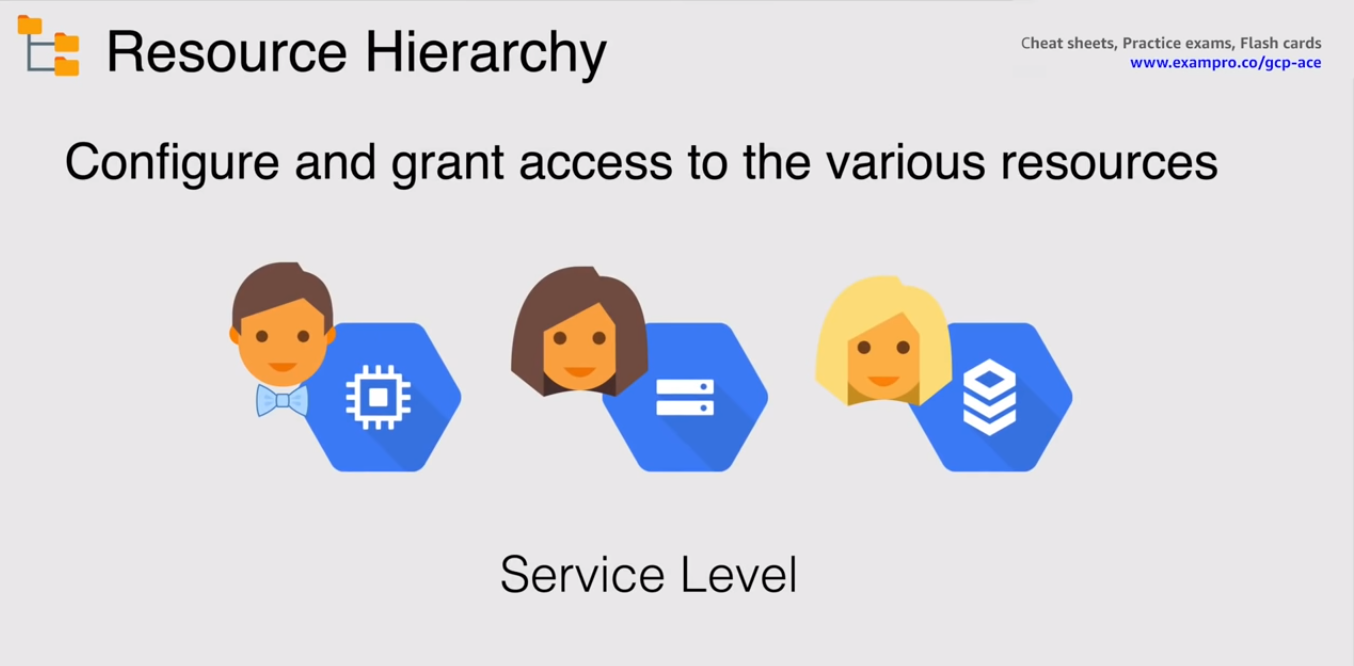 Resource Hierarchy
Cheat sheets, Practice exams, Flash cards
www.exampro.co/gcp-ace
Configure and grant access to the various resources
Service Level